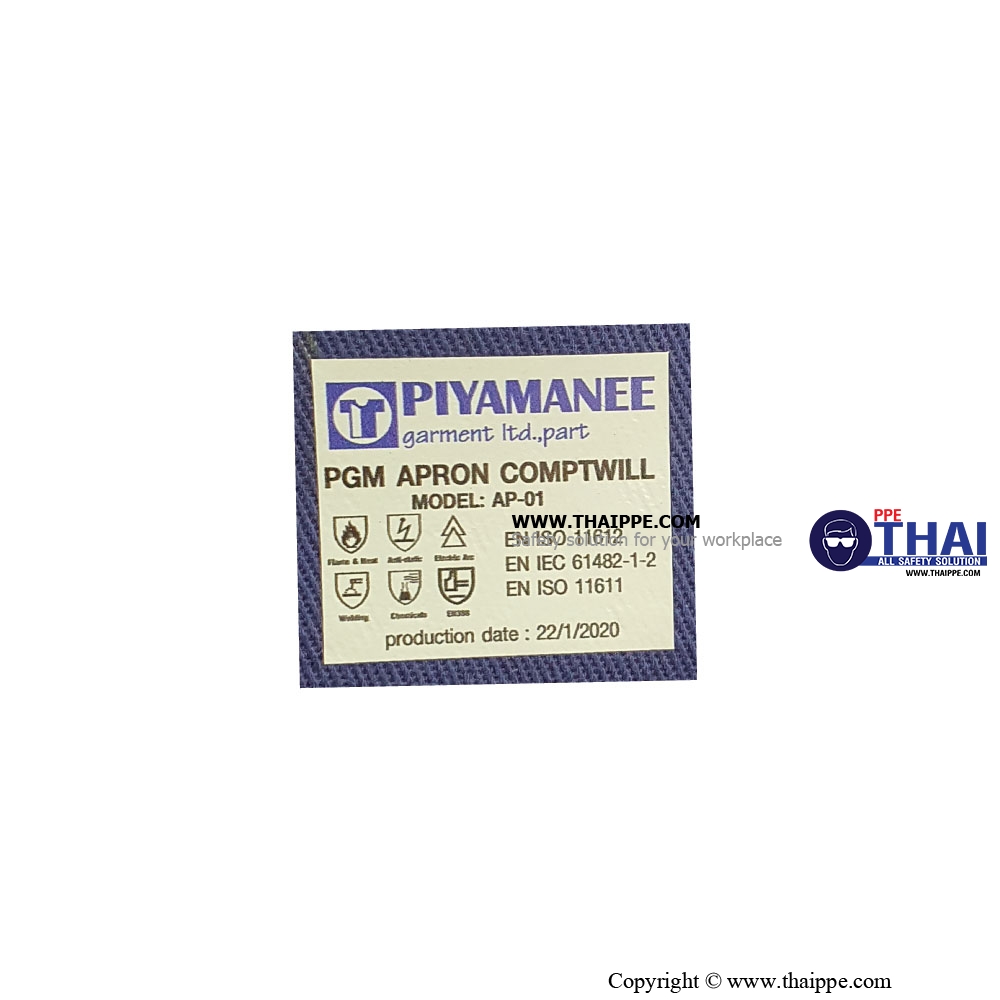 PIYAMANEE
garment ltd.,part
PGM APRON COMPTWILL
MODEL: AP-01
WWW.THAIPPE.COM
Safety solution for your workplace
Flame & Heat
Anti-static
Electric Arc
Welding
Chemicals
EN388
EN ISO 11612
EN IEC 61482-1-2
EN ISO 11611
production date : 22/1/2020
PPE
THAI
ALL SAFETY SOLUTION
WWW.THAIPPE.COM
Copyright © www.thaippe.com